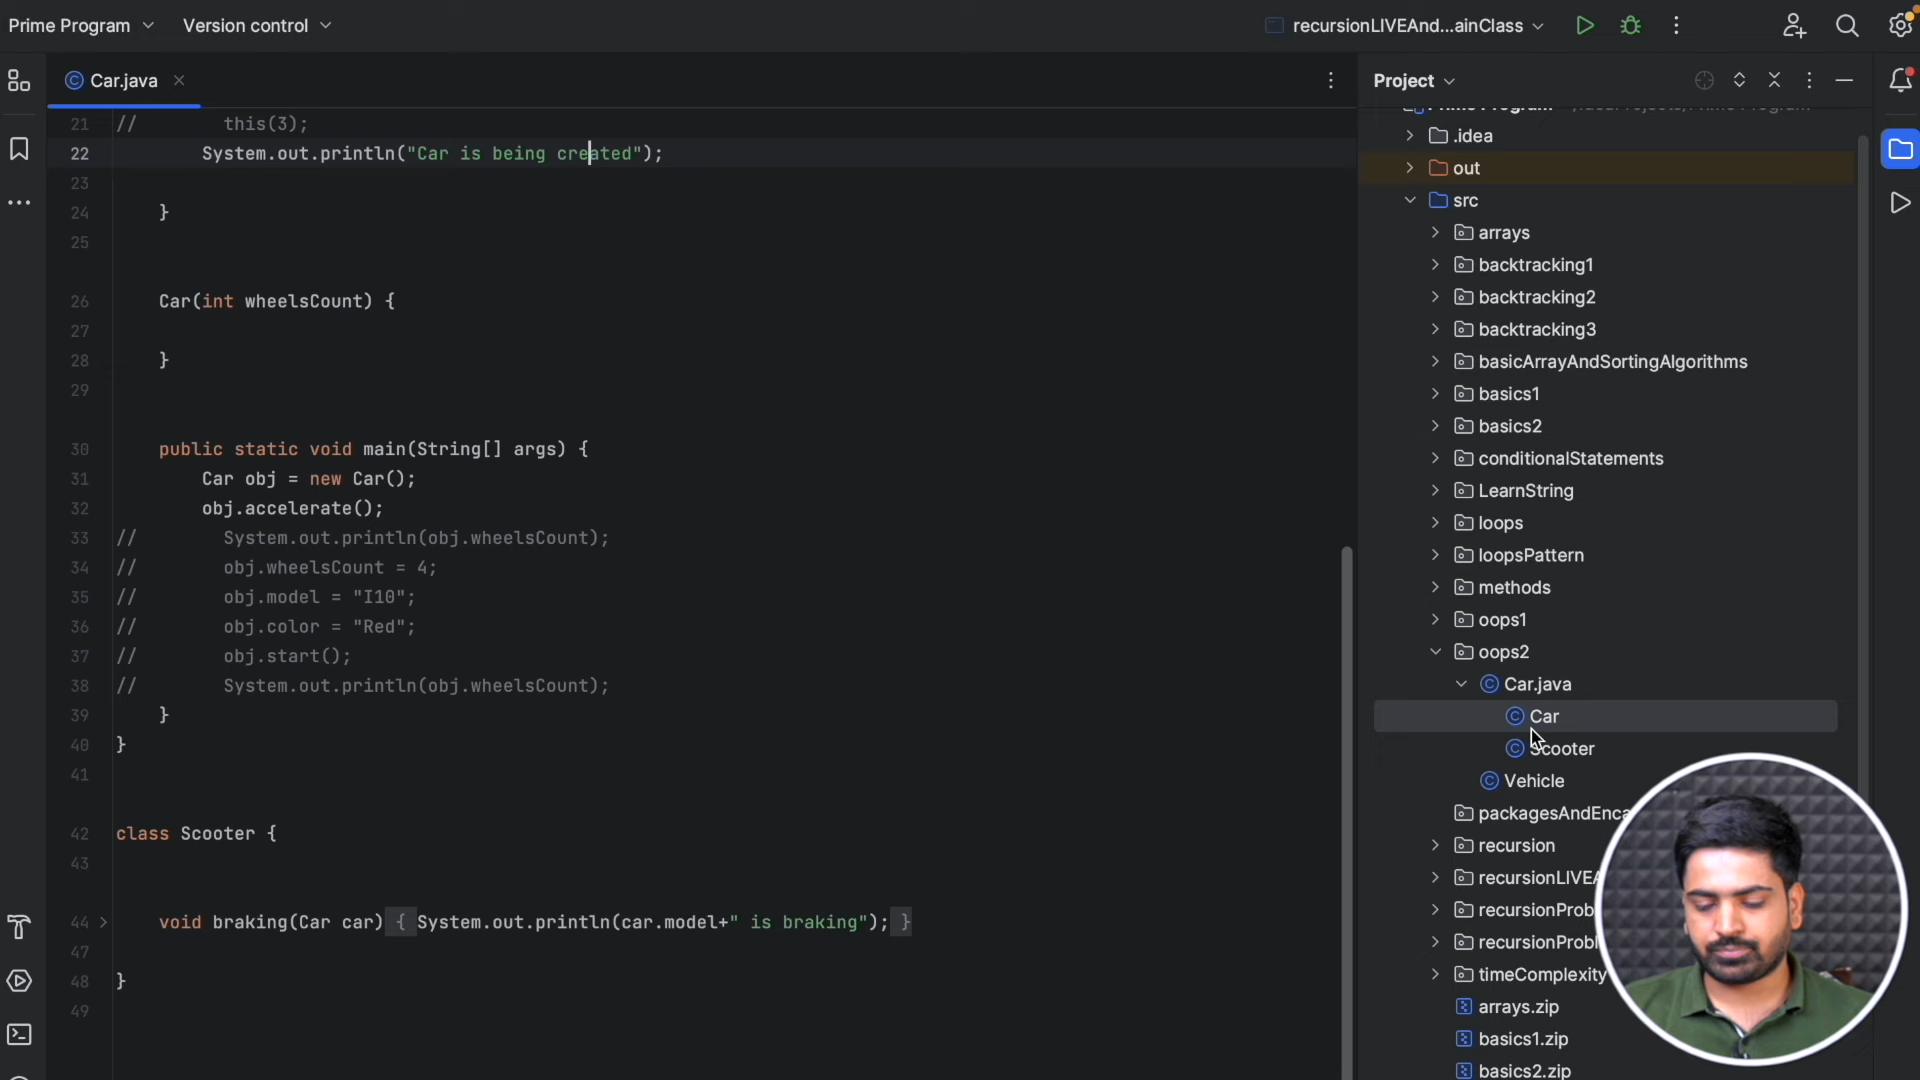 Prime Program
Version control
recursionLIVEAnd...ainClass
Car.java
Project
21 // this(3);
22 System.out.println("Car is being created");
23
24 }
25
26 Car(int wheelsCount) {
27
28 }
29
30 public static void main(String[] args) {
31 Car obj = new Car();
32 obj.accelerate();
33 // System.out.println(obj.wheelsCount);
34 // obj.wheelsCount = 4;
35 // obj.model = "I10";
36 // obj.color = "Red";
37 // obj.start();
38 // System.out.println(obj.wheelsCount);
39 }
40 }
41
42 class Scooter {
43
44 void braking(Car car) { System.out.println(car.model+" is braking"); }
47
48 }
49
.idea
out
src
arrays
backtracking1
backtracking2
backtracking3
basicArrayAndSortingAlgorithms
basics1
basics2
conditionalStatements
LearnString
loops
loopsPattern
methods
oops1
oops2
Car.java
Car
Scooter
Vehicle
packagesAndEnca
recursion
recursionLIVEA
recursionProb
recursionProbl
timeComplexity
arrays.zip
basics1.zip
basics2.zip